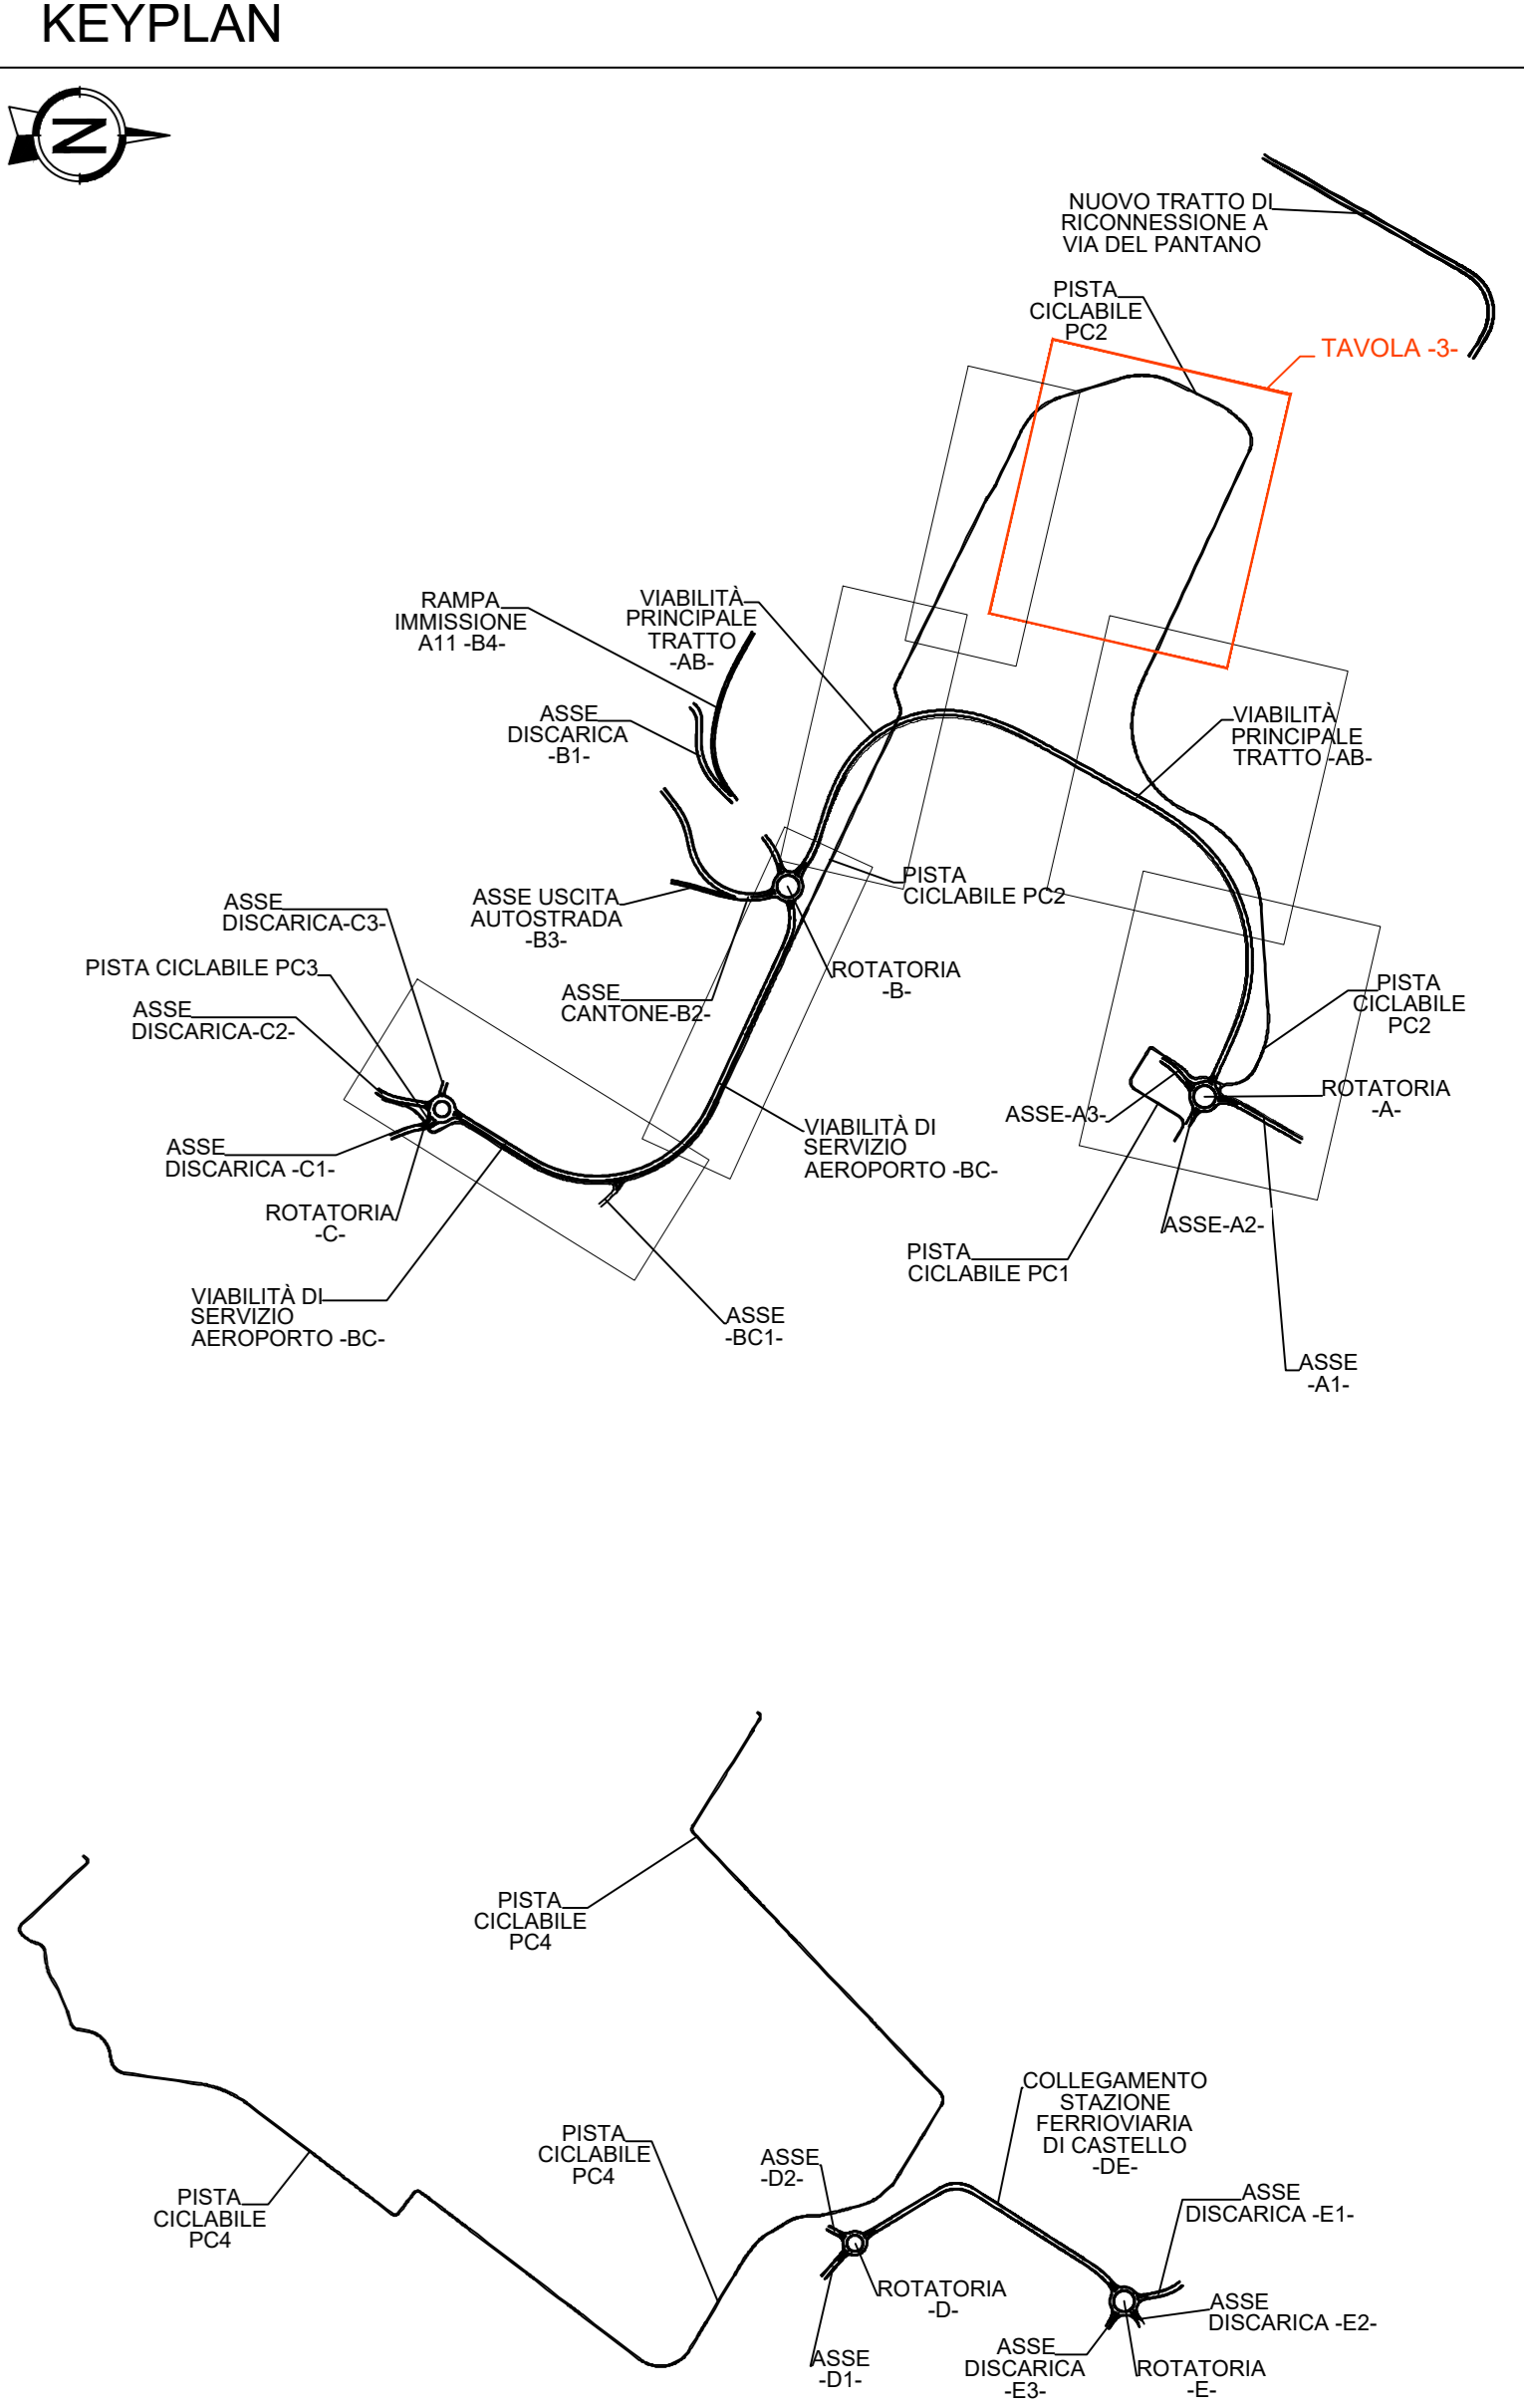 KEYPLAN
N
NUOVO TRATTO DI
RICONNESSIONE A
VIA DEL PANTANO
PISTA
CICLABILE
PC2
TAVOLA -3-
RAMPA
IMMISSIONE
A11 -B4-
VIABILITÀ
PRINCIPALE
TRATTO
-AB-
ASSE
DISCARICA
-B1-
VIABILITÀ
PRINCIPALE
TRATTO -AB-
ASSE USCITA
AUTOSTRADA
-B3-
PISTA
CICLABILE PC2
ASSE
DISCARICA-C3-
PISTA CICLABILE PC3
ASSE
DISCARICA-C2-
ASSE
CANTONE-B2-
ROTATORIA
-B-
PISTA
CICLABILE
PC2
ASSE-A3-
ROTATORIA
-A-
ASSE
DISCARICA -C1-
VIABILITÀ DI
SERVIZIO
AEROPORTO -BC-
ROTATORIA
-C-
ASSE-A2-
PISTA
CICLABILE PC1
VIABILITÀ DI
SERVIZIO
AEROPORTO -BC-
ASSE
-BC1-
ASSE
-A1-
PISTA
CICLABILE
PC4
COLLEGAMENTO
STAZIONE
FERRIOVIARIA
DI CASTELLO
-DE-
PISTA
CICLABILE
PC4
ASSE
-D2-
PISTA
CICLABILE
PC4
ASSE
DISCARICA -E1-
ROTATORIA
-D-
ASSE
DISCARICA -E2-
ASSE
-D1-
ASSE
DISCARICA
-E3-
ROTATORIA
-E-